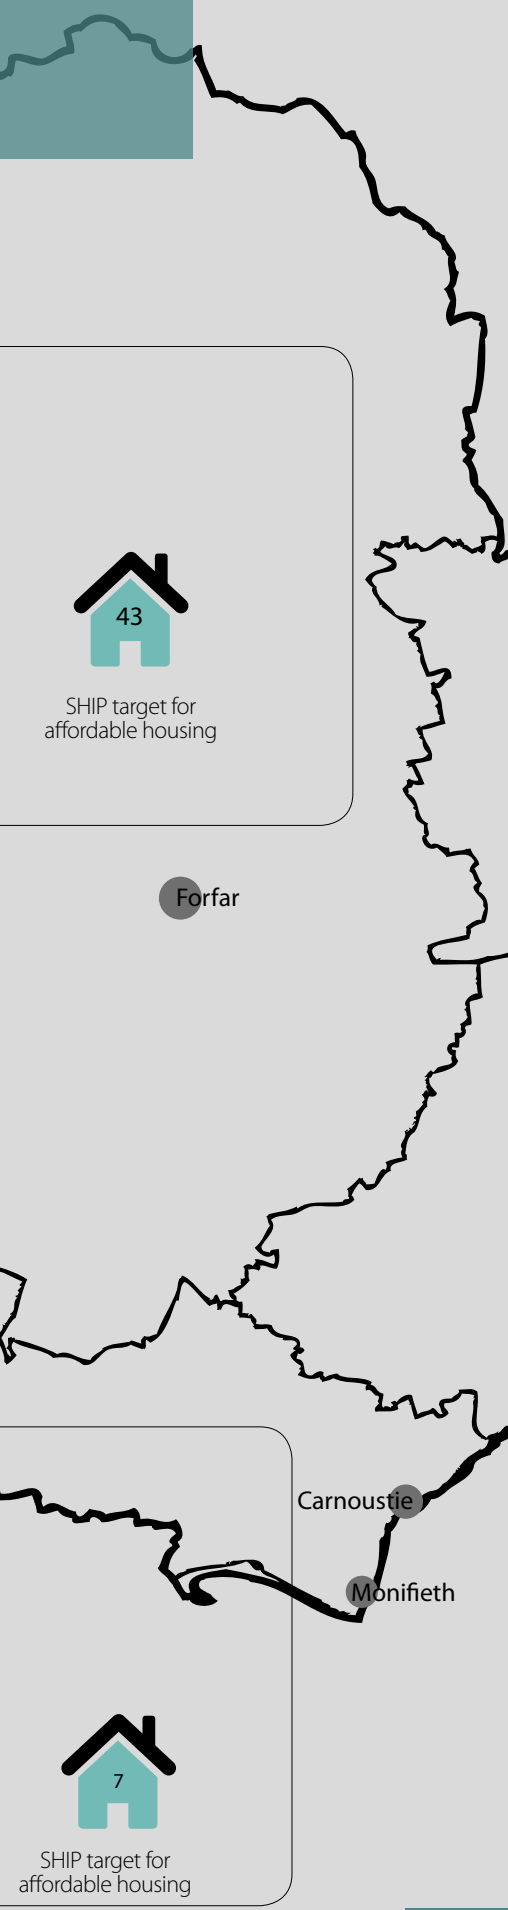 43
SHIP target for
affordable housing
Forfar
Carnoustie
Monifieth
7
SHIP target for
affordable housing